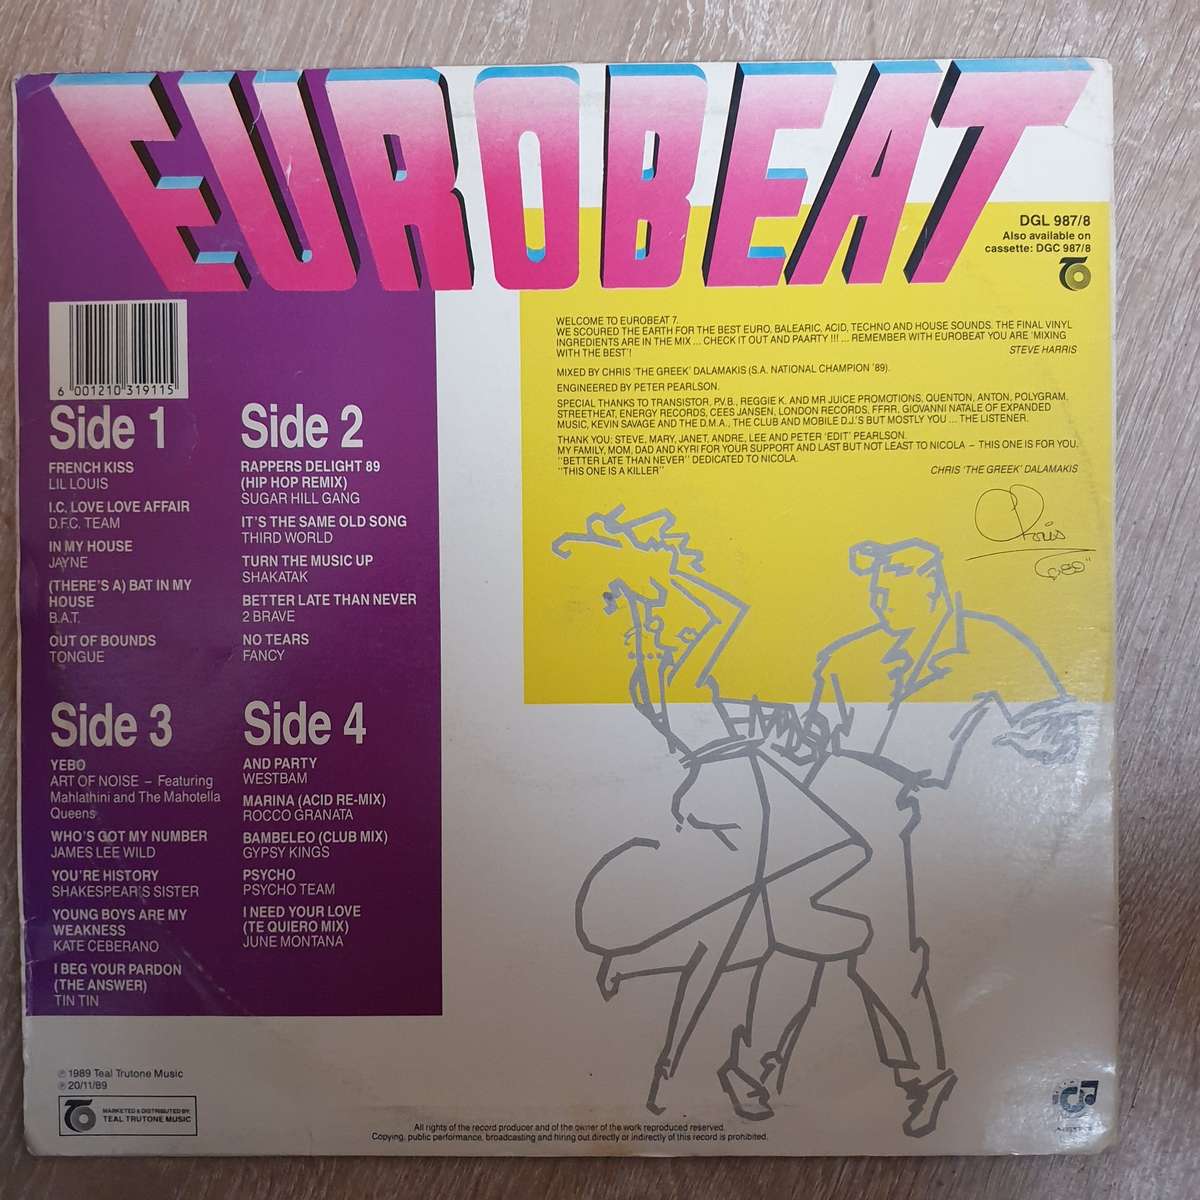 EUROBEAT
DGL 987/8
Also available on
cassette: DGC 987/8
6 001210 319115
WELCOME TO EUROBEAT 7.
WE SCOURED THE EARTH FOR THE BEST EURO, BALEARIC, ACID, TECHNO AND HOUSE SOUNDS. THE FINAL VINYL
INGREDIENTS ARE IN THE MIX ... CHECK IT OUT AND PAARTY !!! ... REMEMBER WITH EUROBEAT YOU ARE 'MIXING
WITH THE BEST'!
STEVE HARRIS
MIXED BY CHRIS 'THE GREEK' DALAMAKIS (S.A. NATIONAL CHAMPION '89).
ENGINEERED BY PETER PEARLSON.
SPECIAL THANKS TO TRANSISTOR. P.V.B., REGGIE K. AND MR JUICE PROMOTIONS, QUENTON, ANTON, POLYGRAM,
STREETHEAT, ENERGY RECORDS, CEES JANSEN, LONDON RECORDS, FFRR, GIOVANNI NATALE OF EXPANDED
MUSIC, KEVIN SAVAGE AND THE D.M.A., THE CLUB AND MOBILE D.J.'S BUT MOSTLY YOU ... THE LISTENER.
THANK YOU: STEVE, MARY, JANET, ANDRE, LEE AND PETER 'EDIT' PEARLSON.
MY FAMILY, MOM, DAD AND KYRI FOR YOUR SUPPORT AND LAST BUT NOT LEAST TO NICOLA – THIS ONE IS FOR YOU.
"BETTER LATE THAN NEVER" DEDICATED TO NICOLA.
"THIS ONE IS A KILLER"
CHRIS 'THE GREEK' DALAMAKIS
Chris
Side 1
FRENCH KISS
LIL LOUIS
I.C. LOVE LOVE AFFAIR
D.F.C. TEAM
IN MY HOUSE
JAYNE
(THERE'S A) BAT IN MY
HOUSE
B.A.T.
OUT OF BOUNDS
TONGUE
Side 2
RAPPERS DELIGHT 89
(HIP HOP REMIX)
SUGAR HILL GANG
IT'S THE SAME OLD SONG
THIRD WORLD
TURN THE MUSIC UP
SHAKATAK
BETTER LATE THAN NEVER
2 BRAVE
NO TEARS
FANCY
Side 3
YEBO
ART OF NOISE – Featuring
Mahlathini and The Mahotella
Queens
WHO'S GOT MY NUMBER
JAMES LEE WILD
YOU'RE HISTORY
SHAKESPEAR'S SISTER
YOUNG BOYS ARE MY
WEAKNESS
KATE CEBERANO
I BEG YOUR PARDON
(THE ANSWER)
TIN TIN
Side 4
AND PARTY
WESTBAM
MARINA (ACID RE-MIX)
ROCCO GRANATA
BAMBELEO (CLUB MIX)
GYPSY KINGS
PSYCHO
PSYCHO TEAM
I NEED YOUR LOVE
(TE QUIERO MIX)
JUNE MONTANA
℗ 1989 Teal Trutone Music
℗ 20/11/89
MARKETED & DISTRIBUTED BY:
TEAL TRUTONE MUSIC
All rights of the record producer and of the owner of the work reproduced reserved.
Copying, public performance, broadcasting and hiring out directly or indirectly of this record is prohibited.